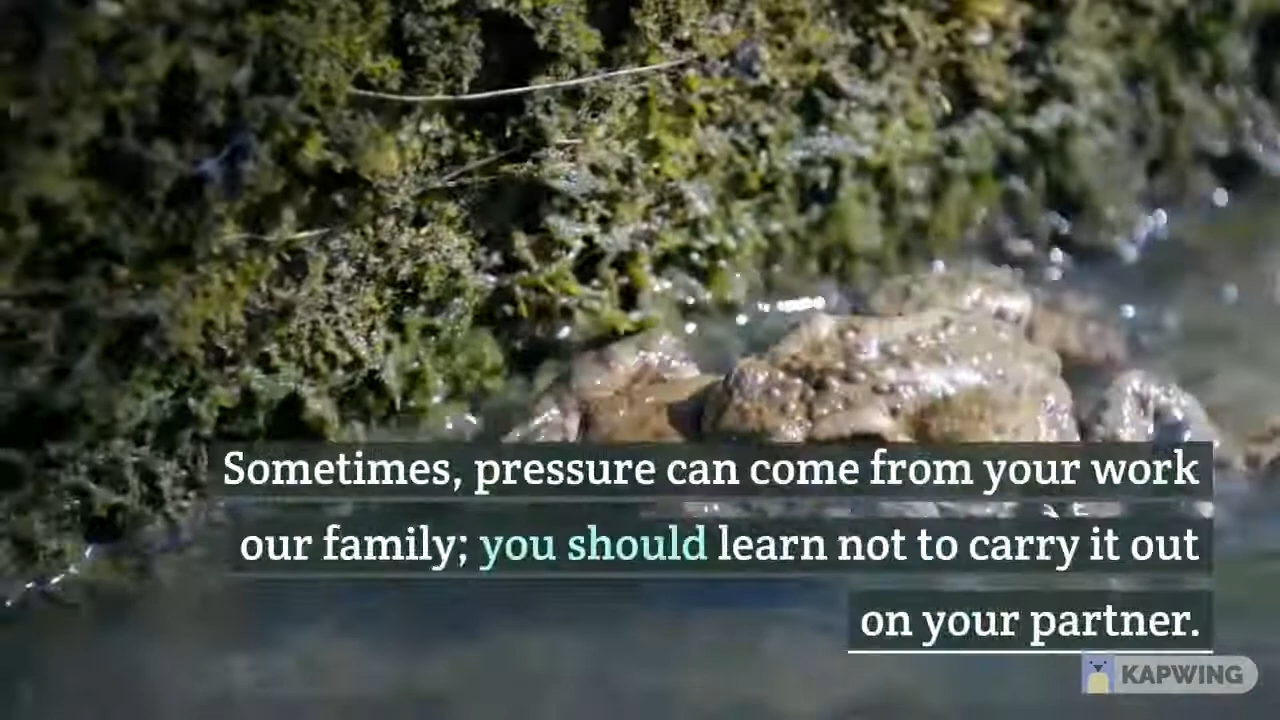 Sometimes, pressure can come from your work
our family; you should learn not to carry it out
on your partner.
KAPWING